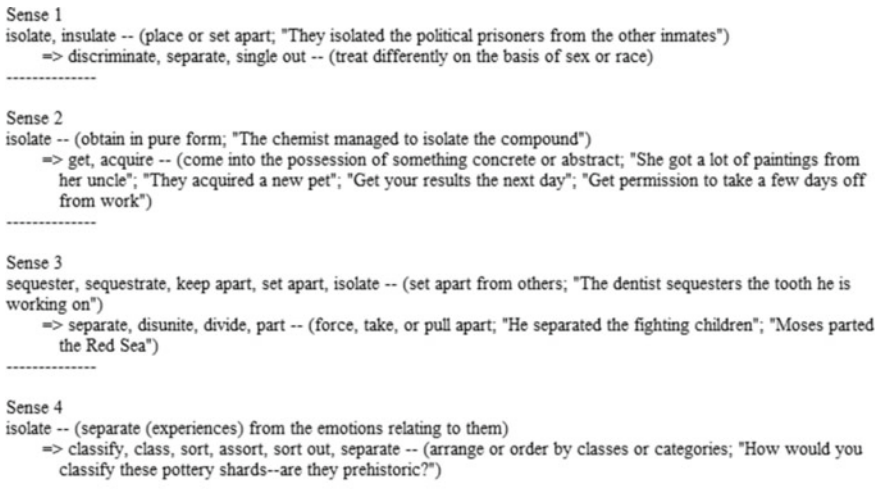 Sense 1
isolate, insulate -- (place or set apart; "They isolated the political prisoners from the other inmates")
=> discriminate, separate, single out -- (treat differently on the basis of sex or race)
--------------
Sense 2
isolate -- (obtain in pure form; "The chemist managed to isolate the compound")
=> get, acquire -- (come into the possession of something concrete or abstract; "She got a lot of paintings from
her uncle"; "They acquired a new pet"; "Get your results the next day"; "Get permission to take a few days off
from work")
--------------
Sense 3
sequester, sequestrate, keep apart, set apart, isolate -- (set apart from others; "The dentist sequesters the tooth he is
working on")
=> separate, disunite, divide, part -- (force, take, or pull apart; "He separated the fighting children"; "Moses parted
the Red Sea")
--------------
Sense 4
isolate -- (separate (experiences) from the emotions relating to them)
=> classify, class, sort, assort, sort out, separate -- (arrange or order by classes or categories; "How would you
classify these pottery shards--are they prehistoric?")